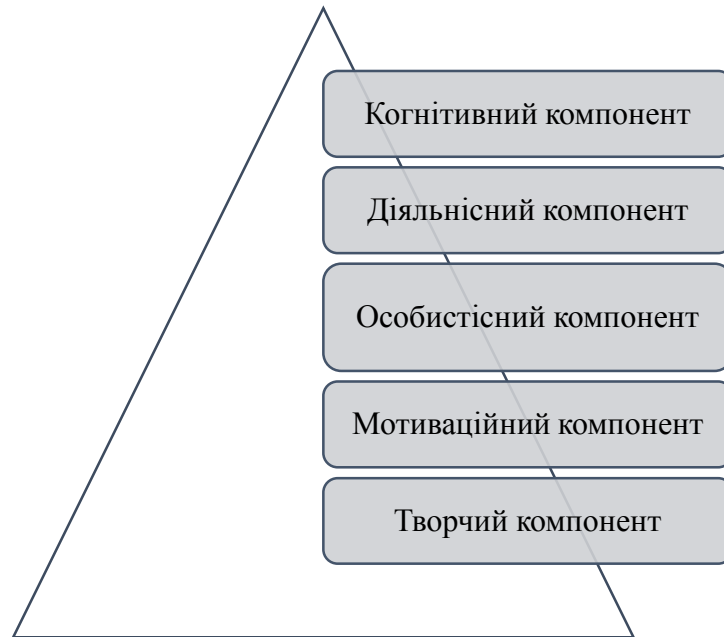 Когнітивний компонент
Діяльнісний компонент
Особистісний компонент
Мотиваційний компонент
Творчий компонент